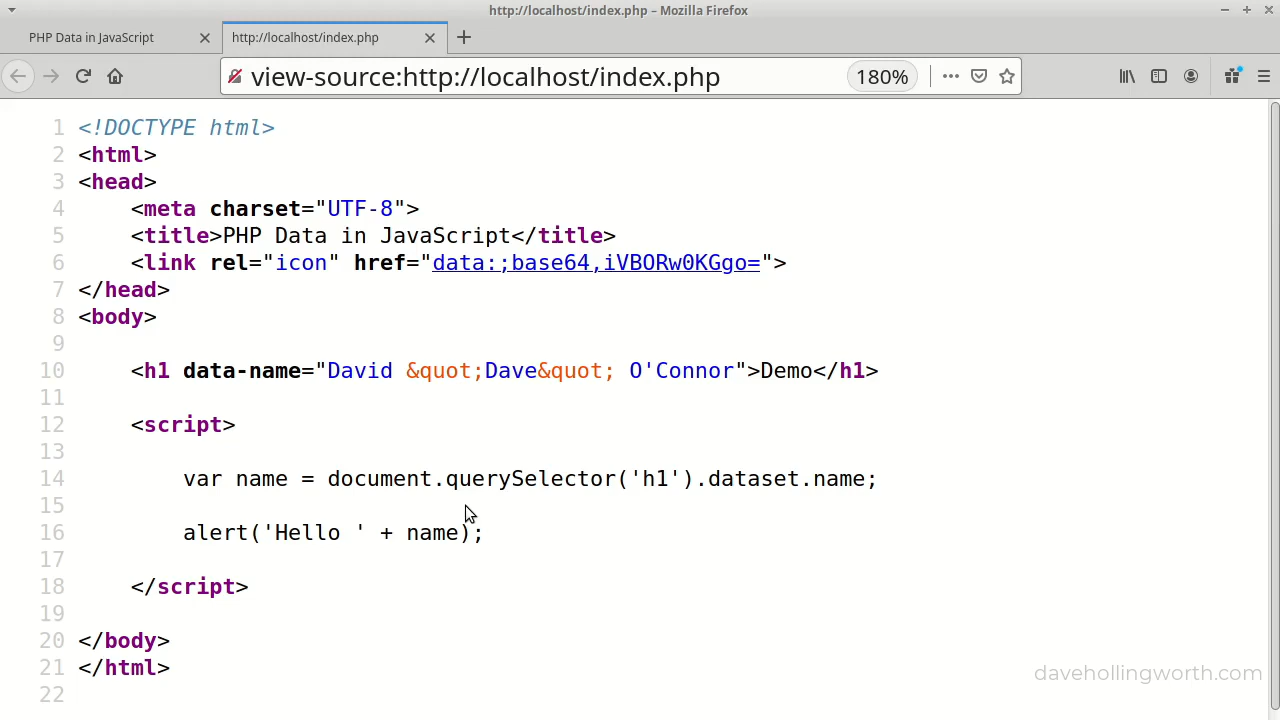 http://localhost/index.php – Mozilla Firefox
PHP Data in JavaScript http://localhost/index.php
view-source:http://localhost/index.php 180%
1 <!DOCTYPE html>
2 <html>
3 <head>
4     <meta charset="UTF-8">
5     <title>PHP Data in JavaScript</title>
6     <link rel="icon" href="data:;base64,iVBORw0KGgo=">
7 </head>
8 <body>
9
10     <h1 data-name="David &quot;Dave&quot; O'Connor">Demo</h1>
11
12     <script>
13
14         var name = document.querySelector('h1').dataset.name;
15
16         alert('Hello ' + name);
17
18     </script>
19
20 </body>
21 </html>
22
davehollingworth.com